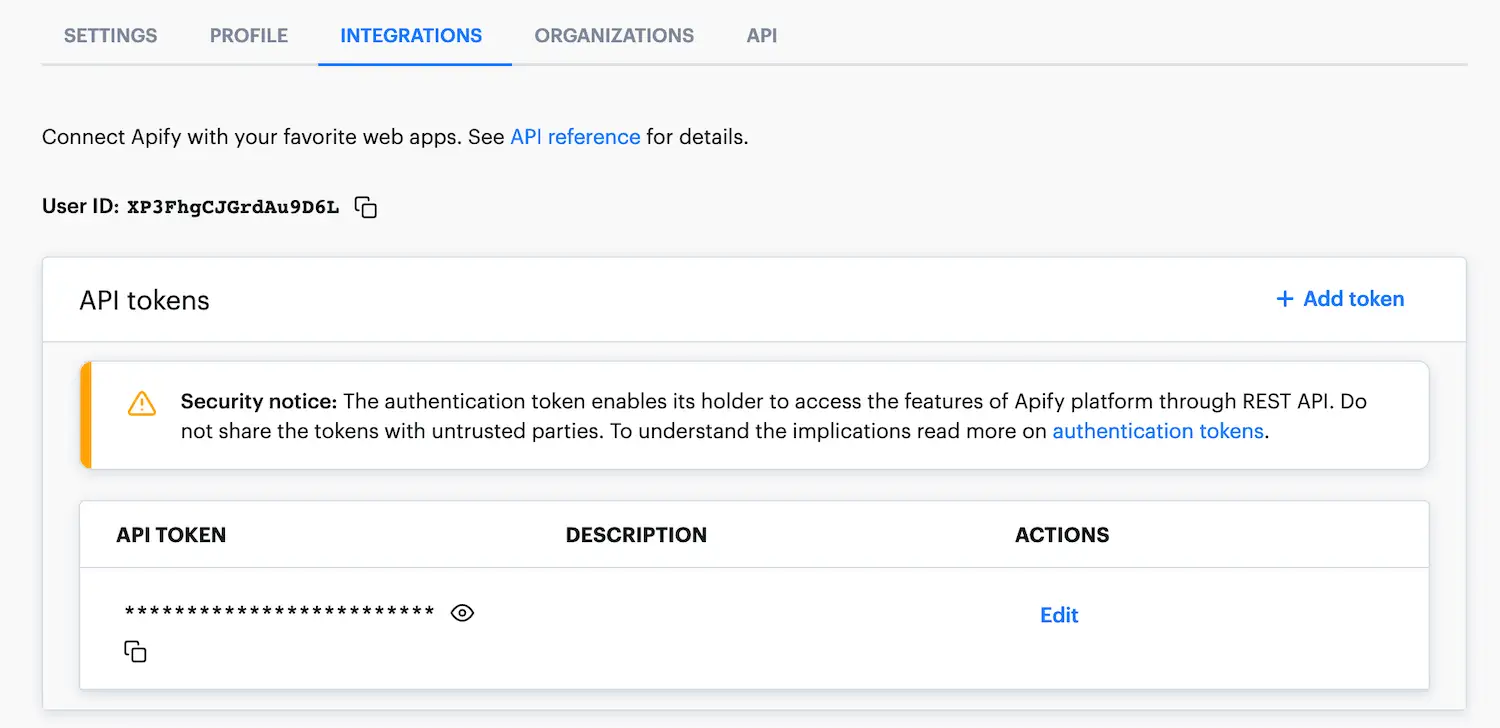 SETTINGS PROFILE INTEGRATIONS ORGANIZATIONS API
Connect Apify with your favorite web apps. See API reference for details.
User ID: XP3FhgCJGrdAu9D6L
API tokens
+ Add token
Security notice: The authentication token enables its holder to access the features of Apify platform through REST API. Do
not share the tokens with untrusted parties. To understand the implications read more on authentication tokens.
API TOKEN DESCRIPTION ACTIONS
************************* Edit